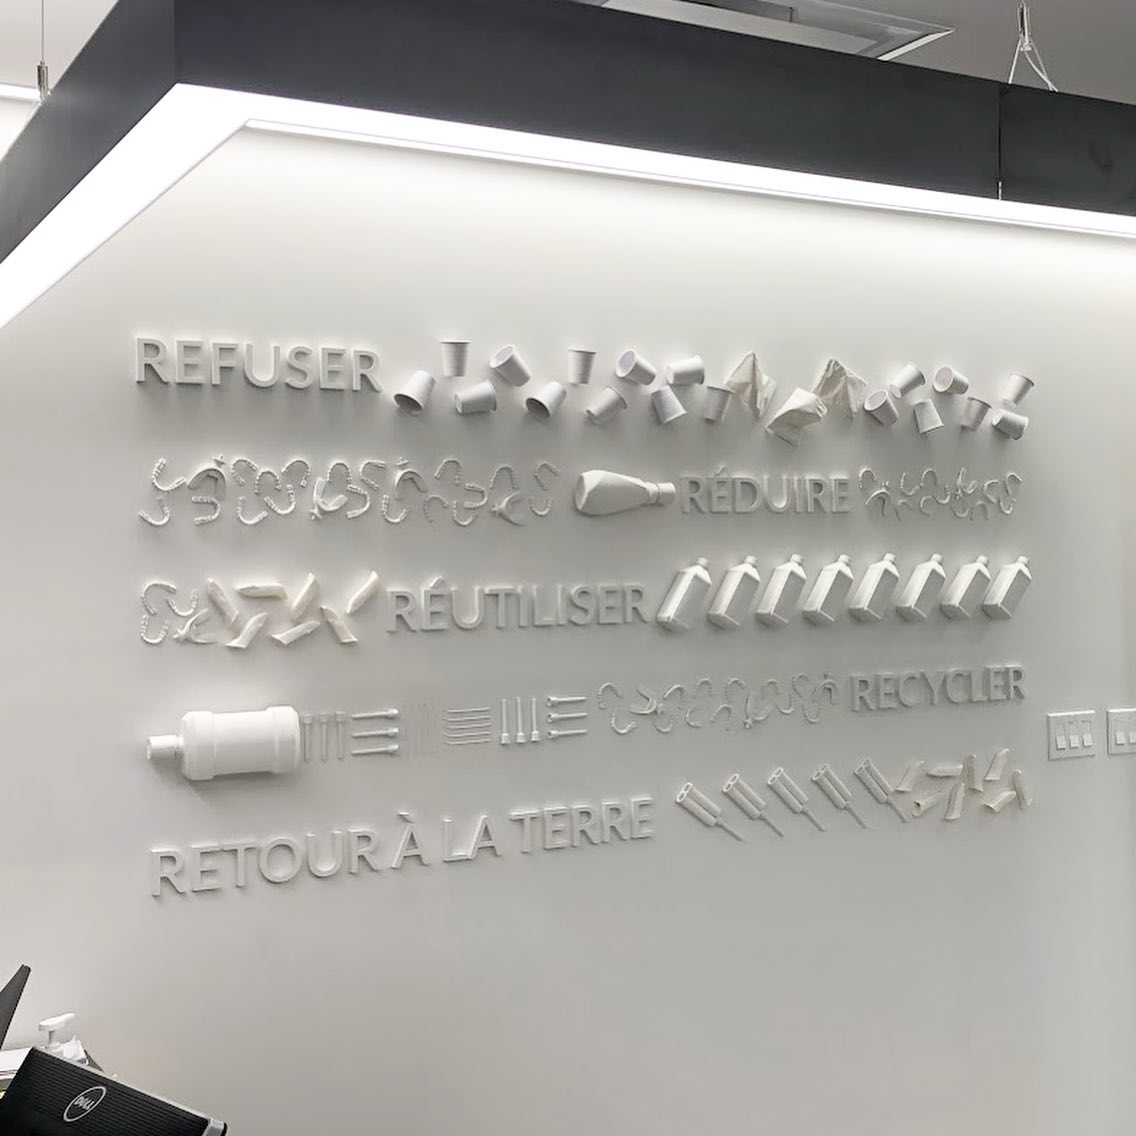 REFUSER
RÉDUIRE
RÉUTILISER
RECYCLER
RETOUR À LA TERRE
DELL